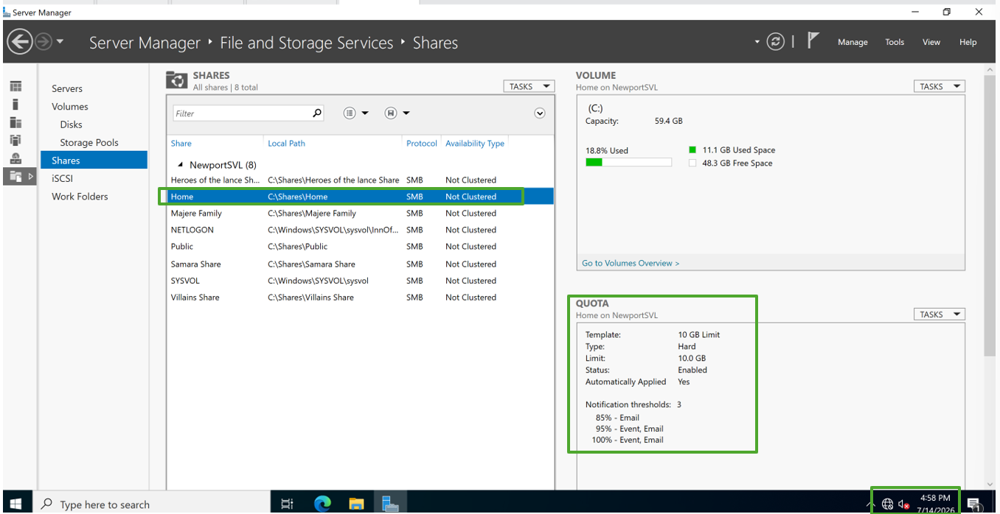 Server Manager
Server Manager ‣ File and Storage Services ‣ Shares
Manage Tools View Help
Servers
Volumes
Disks
Storage Pools
Shares
iSCSI
Work Folders
SHARES
All shares | 8 total
TASKS
Filter
Share Local Path Protocol Availability Type
NewportSVL (8)
Heroes of the lance Sh... C:\Shares\Heroes of the lance Share SMB Not Clustered
Home C:\Shares\Home SMB Not Clustered
Majere Family C:\Shares\Majere Family SMB Not Clustered
NETLOGON C:\Windows\SYSVOL\sysvol\InnOf... SMB Not Clustered
Public C:\Shares\Public SMB Not Clustered
Samara Share C:\Shares\Samara Share SMB Not Clustered
SYSVOL C:\Windows\SYSVOL\sysvol SMB Not Clustered
Villains Share C:\Shares\Villains Share SMB Not Clustered
VOLUME
Home on NewportSVL
TASKS
(C:)
Capacity: 59.4 GB
18.8% Used
11.1 GB Used Space
48.3 GB Free Space
Go to Volumes Overview >
QUOTA
Home on NewportSVL
TASKS
Template: 10 GB Limit
Type: Hard
Limit: 10.0 GB
Status: Enabled
Automatically Applied Yes
Notification thresholds: 3
85% - Email
95% - Event, Email
100% - Event, Email
Type here to search
4:58 PM
7/14/2026
1